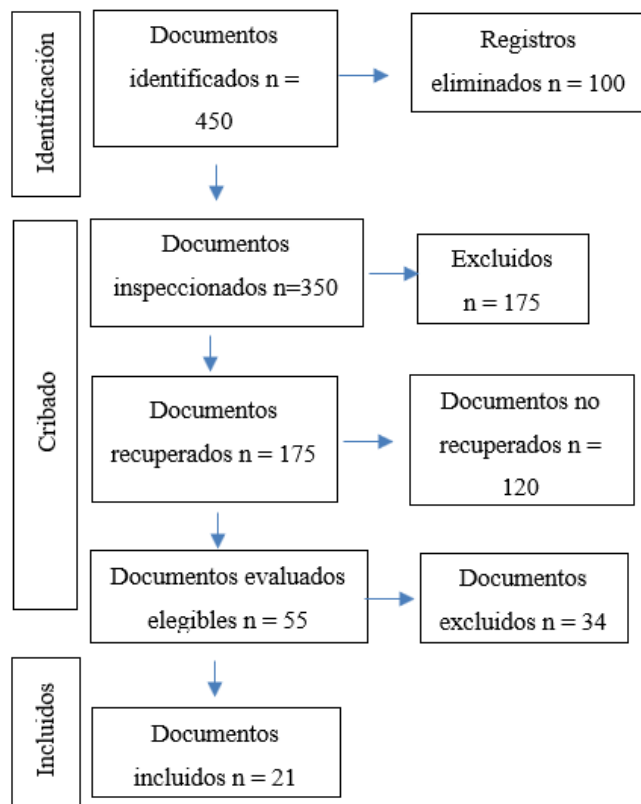 Identificación
Documentos
identificados n =
450
Registros
eliminados n = 100
Cribado
Documentos
inspeccionados n=350
Excluidos
n = 175
Documentos
recuperados n = 175
Documentos no
recuperados n =
120
Documentos evaluados
elegibles n = 55
Documentos
excluidos n = 34
Incluidos
Documentos
incluidos n = 21